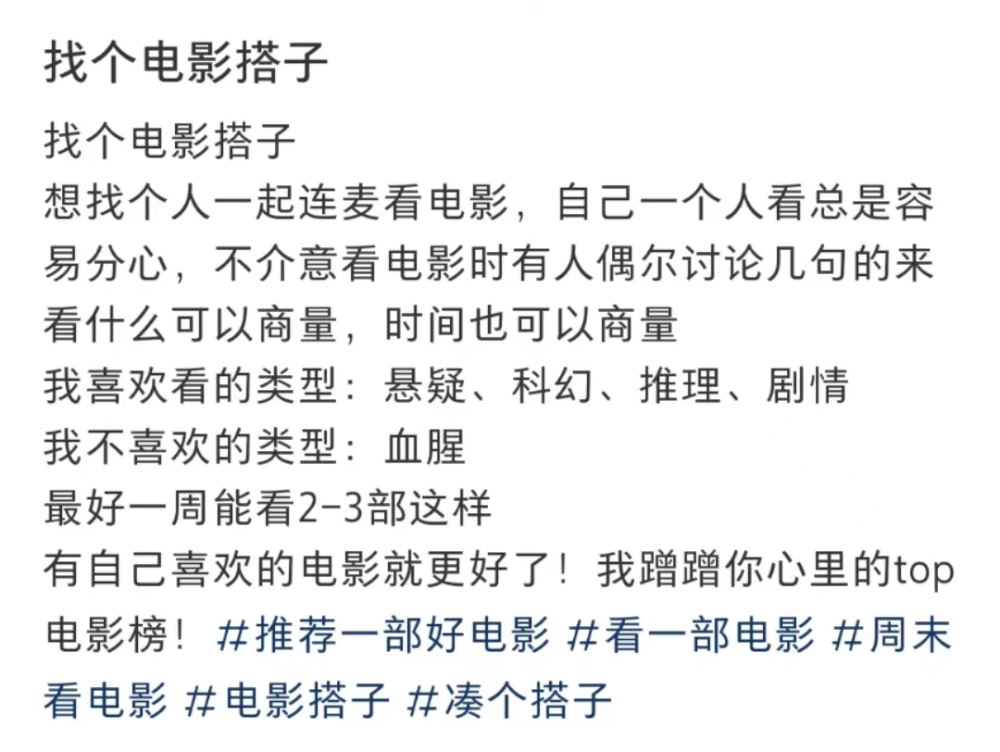 找个电影搭子
找个电影搭子
想找个人一起连麦看电影，自己一个人看总是容
易分心，不介意看电影时有人偶尔讨论几句的来
看什么可以商量，时间也可以商量
我喜欢看的类型：悬疑、科幻、推理、剧情
我不喜欢的类型：血腥
最好一周能看2-3部这样
有自己喜欢的电影就更好了！我蹭蹭你心里的top
电影榜！#推荐一部好电影 #看一部电影 #周末
看电影 #电影搭子 #凑个搭子